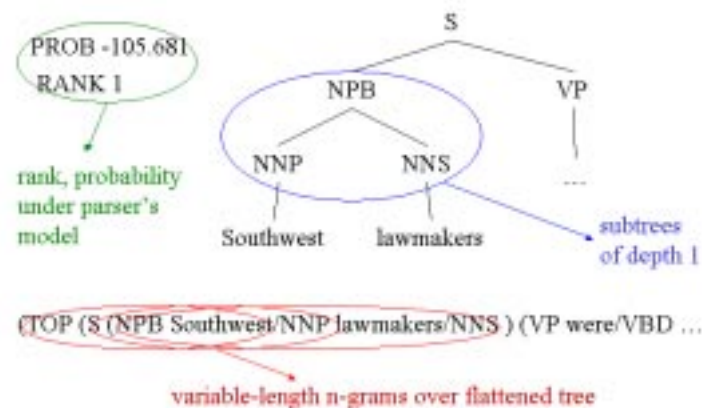 PROB -105.681
RANK 1
rank, probability
under parser's
model
S
NPB VP
NNP NNS ...
Southwest lawmakers
subtrees
of depth 1
(TOP (S (NPB Southwest/NNP lawmakers/NNS ) (VP were/VBD ...
variable-length n-grams over flattened tree